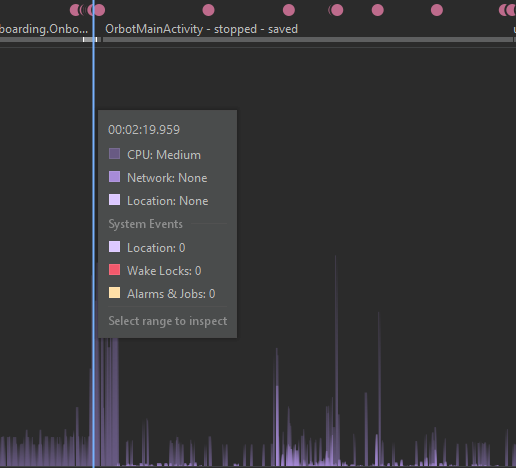 boarding.Onbo... OrbotMainActivity - stopped - saved
00:02:19.959
CPU: Medium
Network: None
Location: None
System Events
Location: 0
Wake Locks: 0
Alarms & Jobs: 0
Select range to inspect